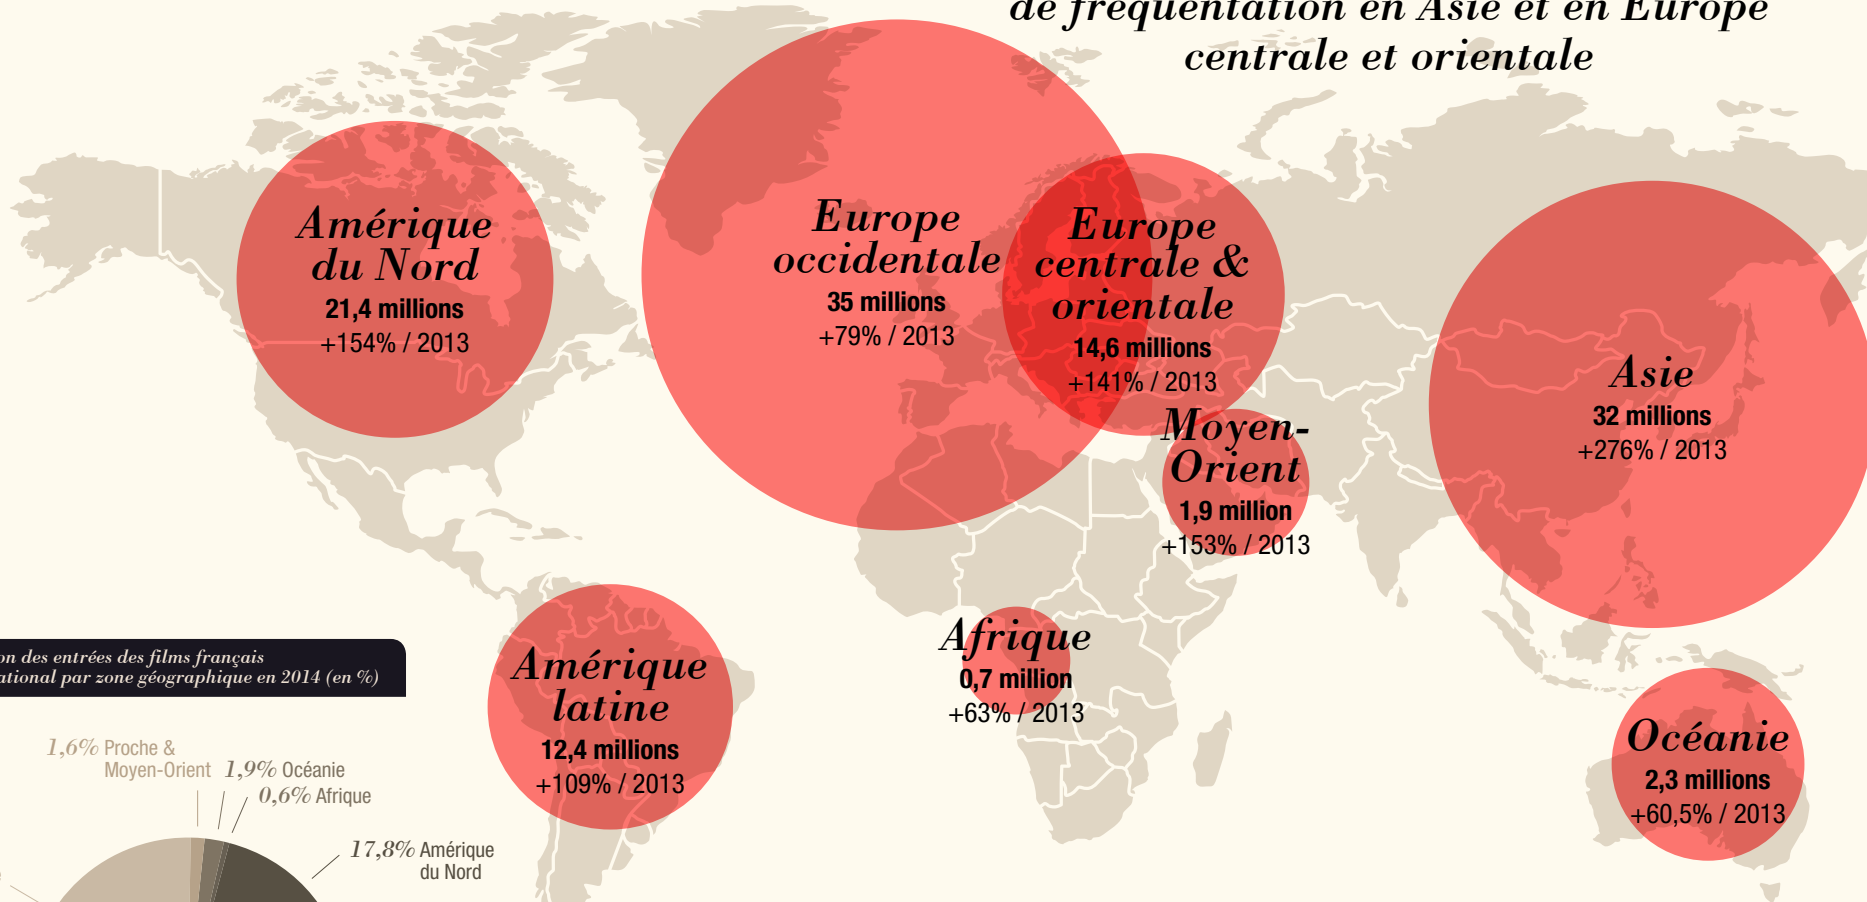 de fréquentation en Asie et en Europe
centrale et orientale
Amérique
du Nord
21,4 millions
+154% / 2013
Europe
occidentale
35 millions
+79% / 2013
Europe
centrale &
orientale
14,6 millions
+141% / 2013
Moyen-
Orient
1,9 million
+153% / 2013
Asie
32 millions
+276% / 2013
Afrique
0,7 million
+63% / 2013
Amérique
latine
12,4 millions
+109% / 2013
Océanie
2,3 millions
+60,5% / 2013
des entrées des films français
par zone géographique en 2014 (en %)
1,6% Proche &
Moyen-Orient
1,9% Océanie
0,6% Afrique
17,8% Amérique
du Nord